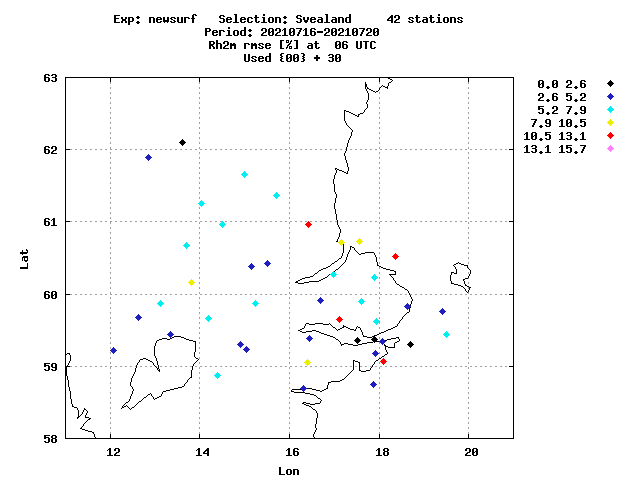 Exp: newsurf   Selection: Svealand     42 stations
Period: 20210716-20210720
Rh2m rmse [%] at  06 UTC
Used {00} + 30
63
62
61
60
59
58
Lat
12 14 16 18 20
Lon
0.0 2.6
2.6 5.2
5.2 7.9
7.9 10.5
10.5 13.1
13.1 15.7